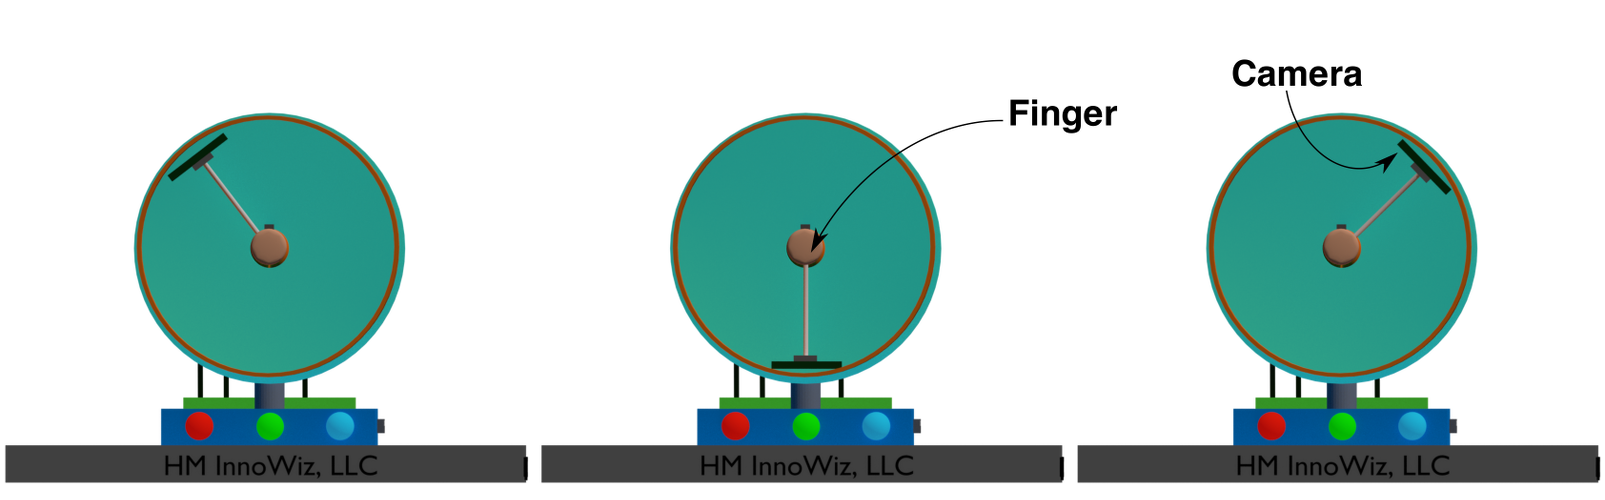 Camera
Finger
HM InnoWiz, LLC
HM InnoWiz, LLC
HM InnoWiz, LLC